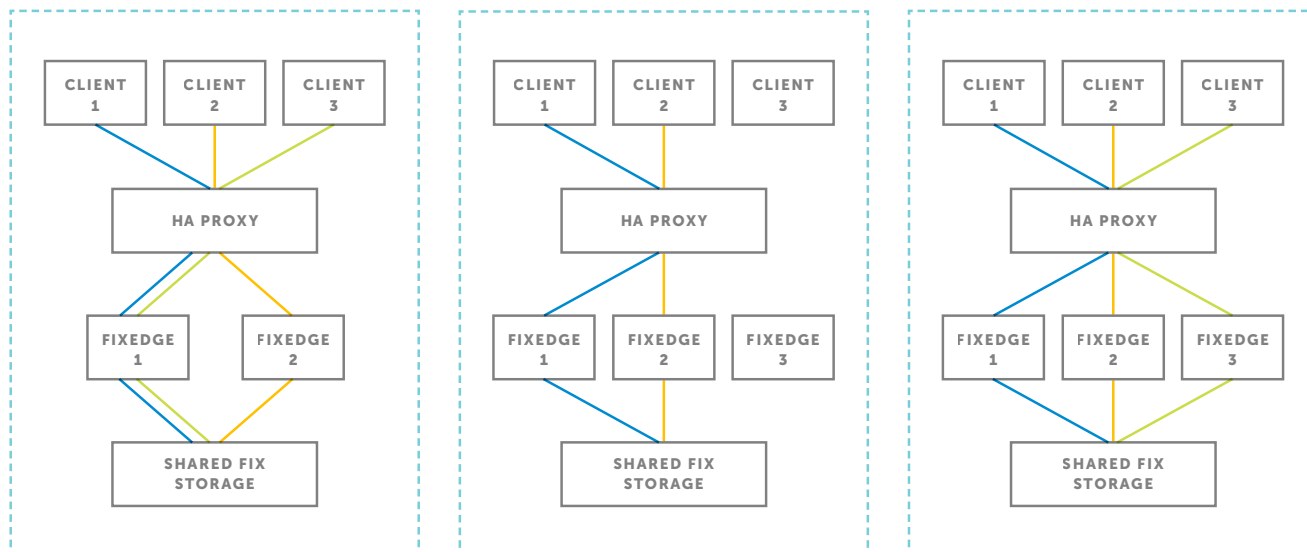 CLIENT
1
CLIENT
2
CLIENT
3
HA PROXY
FIXEDGE
1
FIXEDGE
2
SHARED FIX
STORAGE
CLIENT
1
CLIENT
2
CLIENT
3
HA PROXY
FIXEDGE
1
FIXEDGE
2
FIXEDGE
3
SHARED FIX
STORAGE
CLIENT
1
CLIENT
2
CLIENT
3
HA PROXY
FIXEDGE
1
FIXEDGE
2
FIXEDGE
3
SHARED FIX
STORAGE